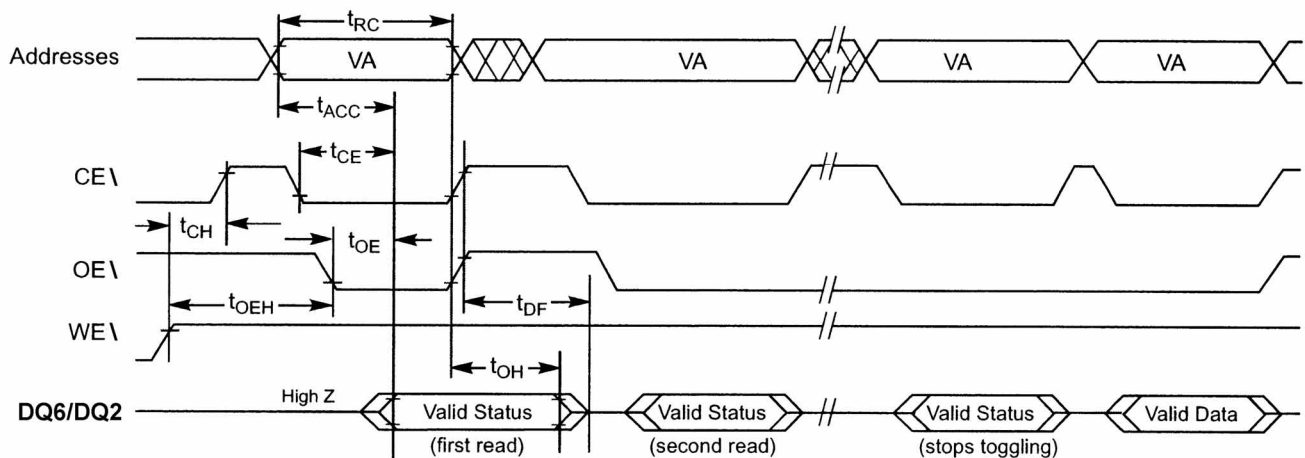 tRC
Addresses VA VA VA VA
tACC
tCE
CE\
tCH
tOE
OE\
tOEH
tDF
WE\
tOH
High Z
DQ6/DQ2 Valid Status Valid Status Valid Status Valid Data
(first read) (second read) (stops toggling)